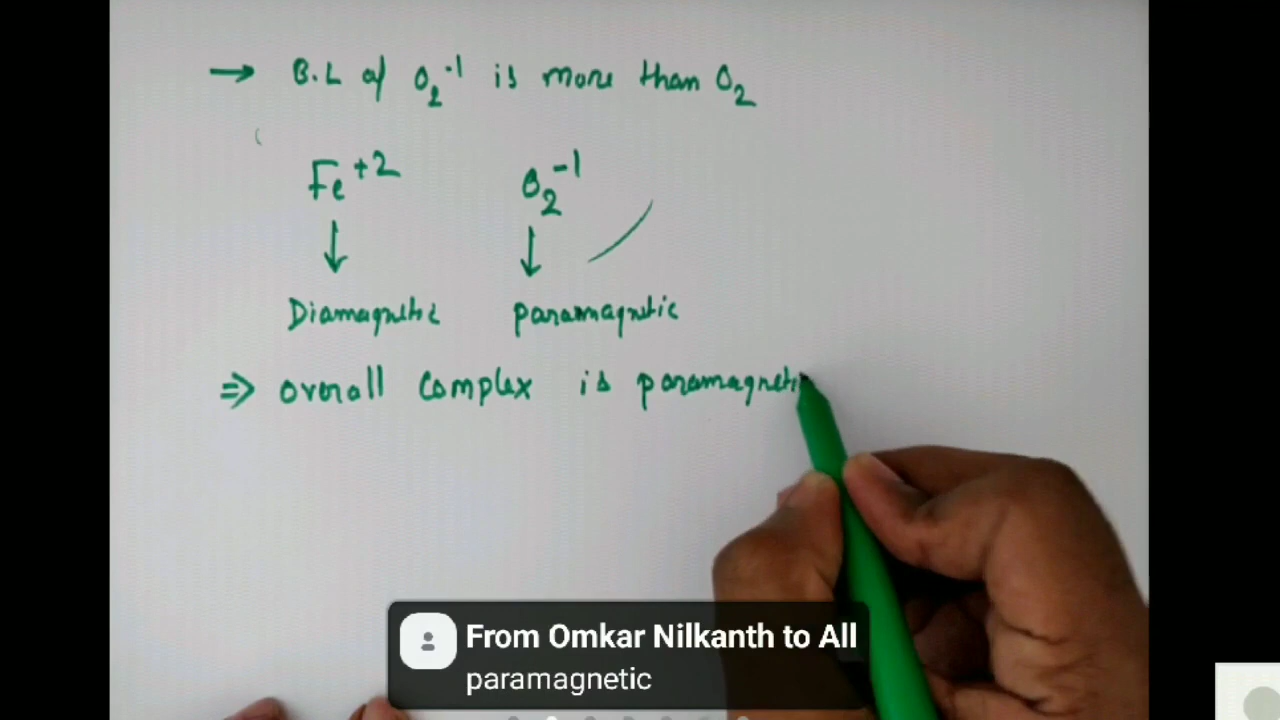 → B.L of O₂⁻¹ is more than O₂
Fe⁺² O₂⁻¹
↓ ↓
Diamagnetic paramagnetic
⇒ overall complex is paramagneti
From Omkar Nilkanth to All
paramagnetic